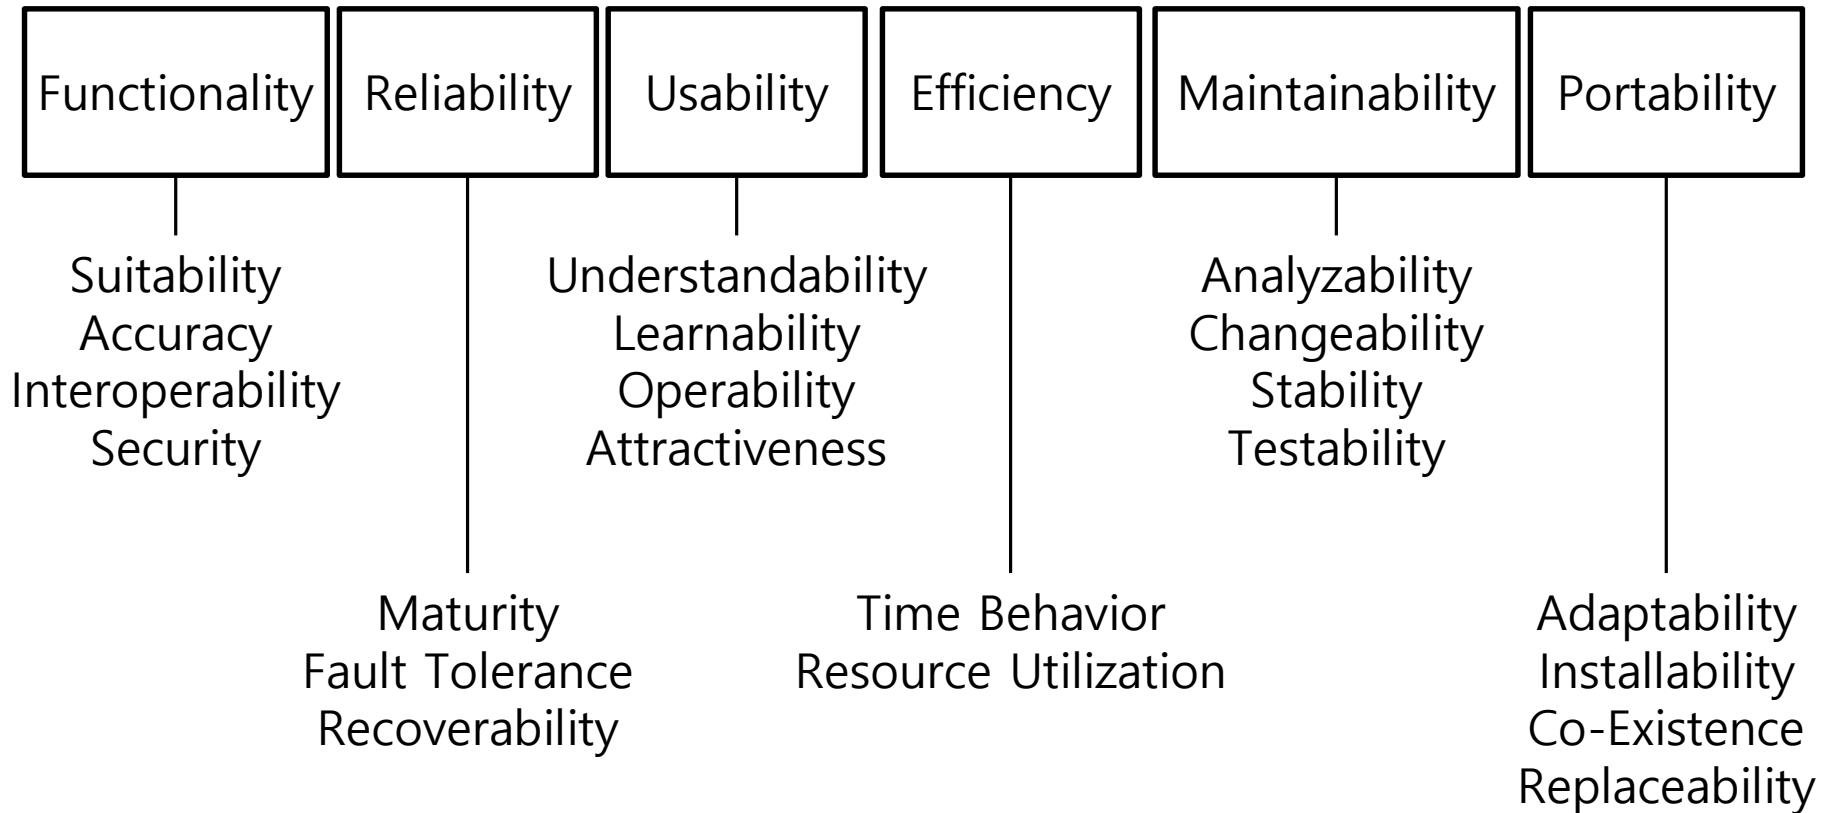 Functionality
Reliability
Usability
Efficiency
Maintainability
Portability
Suitability
Accuracy
Interoperability
Security
Understandability
Learnability
Operability
Attractiveness
Analyzability
Changeability
Stability
Testability
Maturity
Fault Tolerance
Recoverability
Time Behavior
Resource Utilization
Adaptability
Installability
Co-Existence
Replaceability